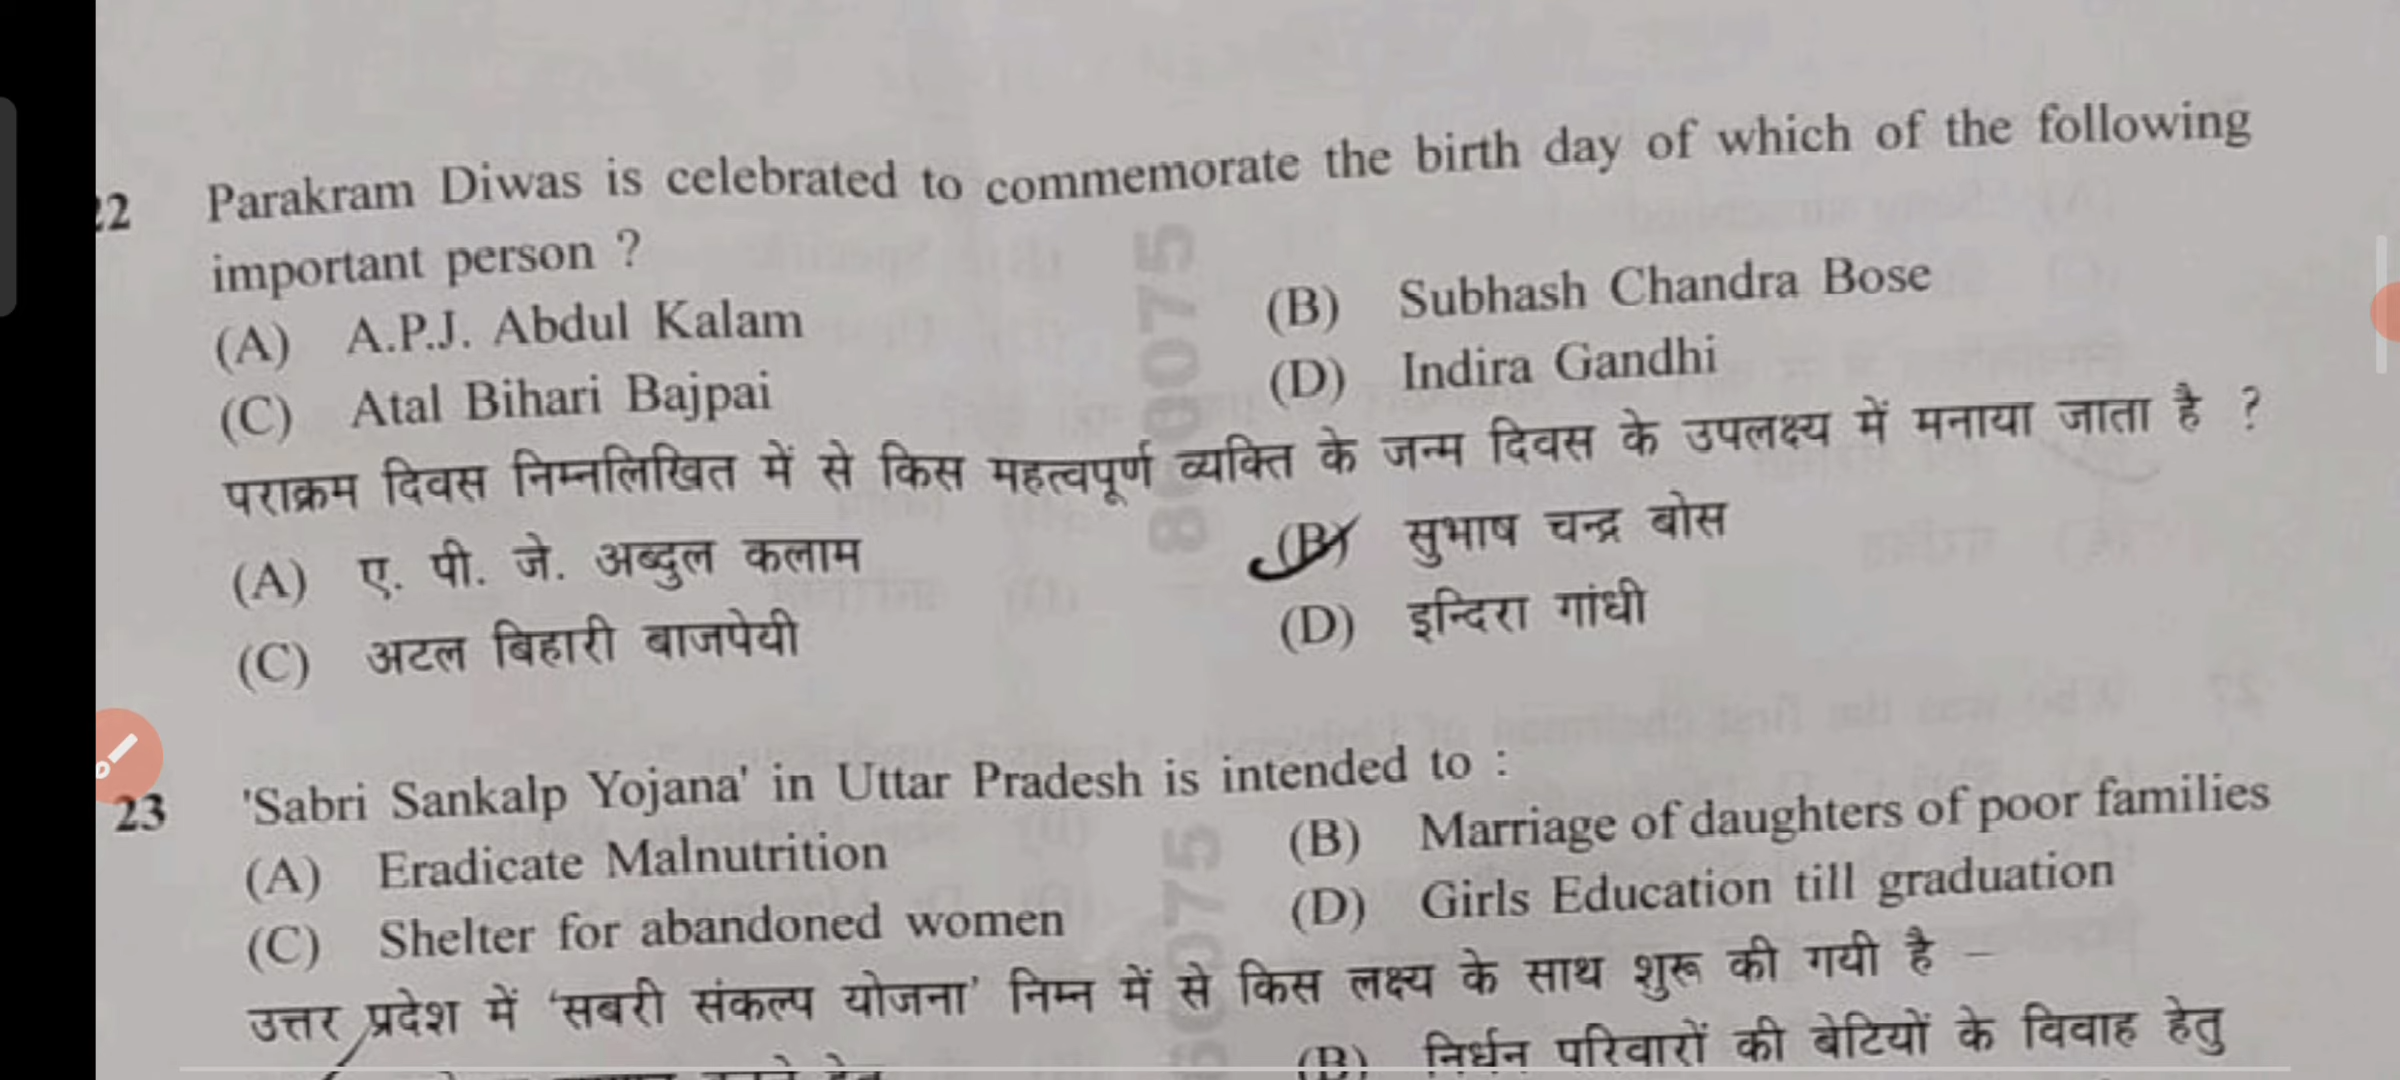 22 Parakram Diwas is celebrated to commemorate the birth day of which of the following
important person ?
(A) A.P.J. Abdul Kalam (B) Subhash Chandra Bose
(C) Atal Bihari Bajpai (D) Indira Gandhi
पराक्रम दिवस निम्नलिखित में से किस महत्वपूर्ण व्यक्ति के जन्म दिवस के उपलक्ष्य में मनाया जाता है ?
(A) ए. पी. जे. अब्दुल कलाम (B) सुभाष चन्द्र बोस
(C) अटल बिहारी बाजपेयी (D) इन्दिरा गांधी
23 'Sabri Sankalp Yojana' in Uttar Pradesh is intended to :
(A) Eradicate Malnutrition (B) Marriage of daughters of poor families
(C) Shelter for abandoned women (D) Girls Education till graduation
उत्तर प्रदेश में ‘सबरी संकल्प योजना’ निम्न में से किस लक्ष्य के साथ शुरू की गयी है –
(B) निर्धन परिवारों की बेटियों के विवाह हेतु